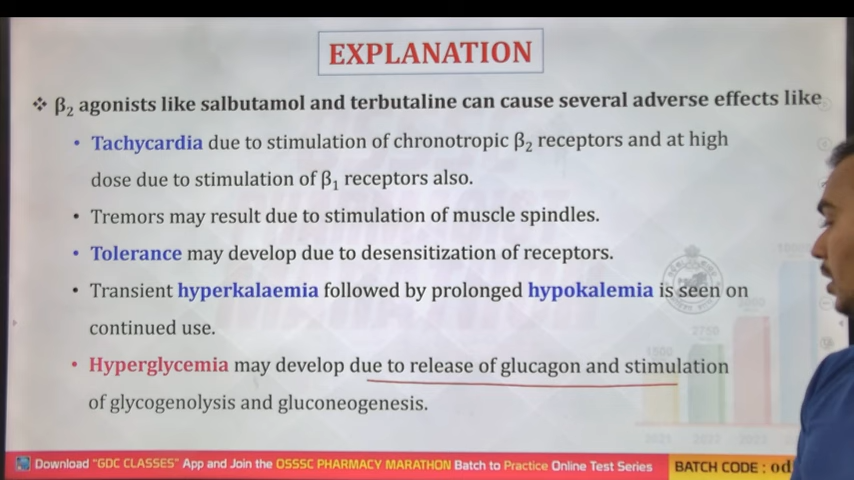 EXPLANATION
❖ β₂ agonists like salbutamol and terbutaline can cause several adverse effects like
• Tachycardia due to stimulation of chronotropic β₂ receptors and at high
dose due to stimulation of β₁ receptors also.
• Tremors may result due to stimulation of muscle spindles.
• Tolerance may develop due to desensitization of receptors.
• Transient hyperkalaemia followed by prolonged hypokalemia is seen on
continued use.
• Hyperglycemia may develop due to release of glucagon and stimulation
of glycogenolysis and gluconeogenesis.
2750
1500
2021
2022
Download "GDC CLASSES" App and Join the OSSSC PHARMACY MARATHON Batch to Practice Online Test Series
BATCH CODE : od